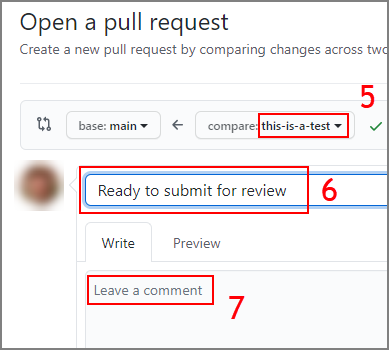 Open a pull request
Create a new pull request by comparing changes across two
5
base: main
compare: this-is-a-test
Ready to submit for review
6
Write
Preview
Leave a comment
7